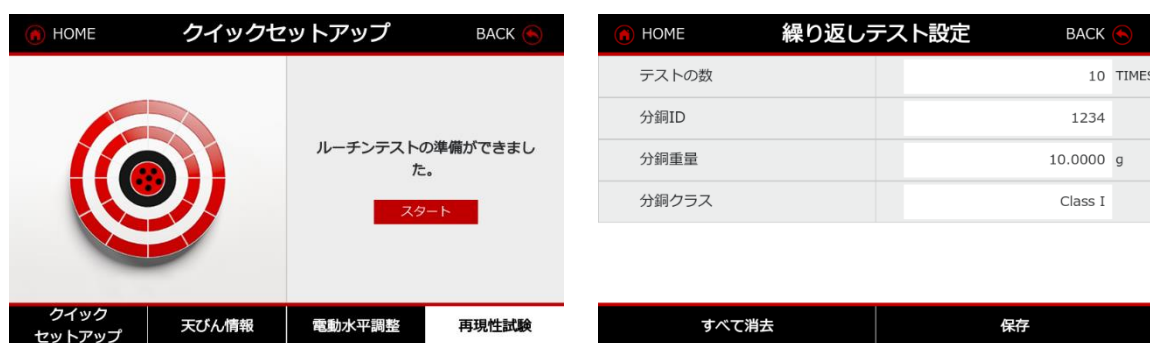 HOME クイックセットアップ BACK
ルーチンテストの準備ができまし
た。
スタート
クイック
セットアップ
天びん情報
電動水平調整
再現性試験
HOME 繰り返しテスト設定 BACK
テストの数 10 TIMES
分銅ID 1234
分銅重量 10.0000 g
分銅クラス Class I
すべて消去 保存